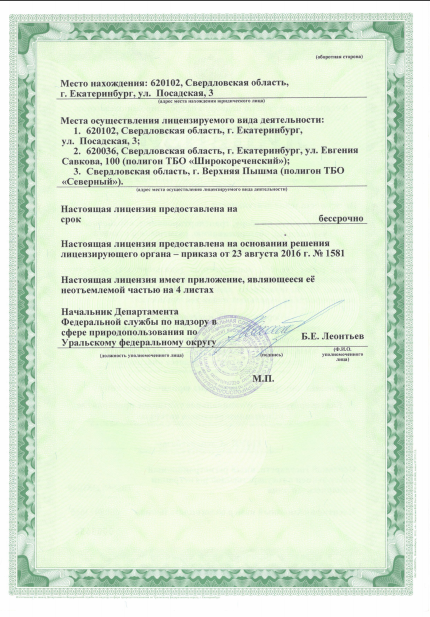 (оборотная сторона)
Место нахождения: 620102, Свердловская область,
г. Екатеринбург, ул. Посадская, 3
(адрес места нахождения юридического лица)
Места осуществления лицензируемого вида деятельности:
1. 620102, Свердловская область, г. Екатеринбург,
ул. Посадская, 3;
2. 620036, Свердловская область, г. Екатеринбург, ул. Евгения
Савкова, 100 (полигон ТБО «Широкореченский»);
3. Свердловская область, г. Верхняя Пышма (полигон ТБО
«Северный»).
(адрес места осуществления лицензируемого вида деятельности)
Настоящая лицензия предоставлена на
срок бессрочно
Настоящая лицензия предоставлена на основании решения
лицензирующего органа – приказа от 23 августа 2016 г. № 1581
Настоящая лицензия имеет приложение, являющееся её
неотъемлемой частью на 4 листах
Начальник Департамента
Федеральной службы по надзору в
сфере природопользования по
Уральскому федеральному округу Б.Е. Леонтьев
(должность уполномоченного лица) (подпись) (Ф.И.О. уполномоченного лица)
М.П.